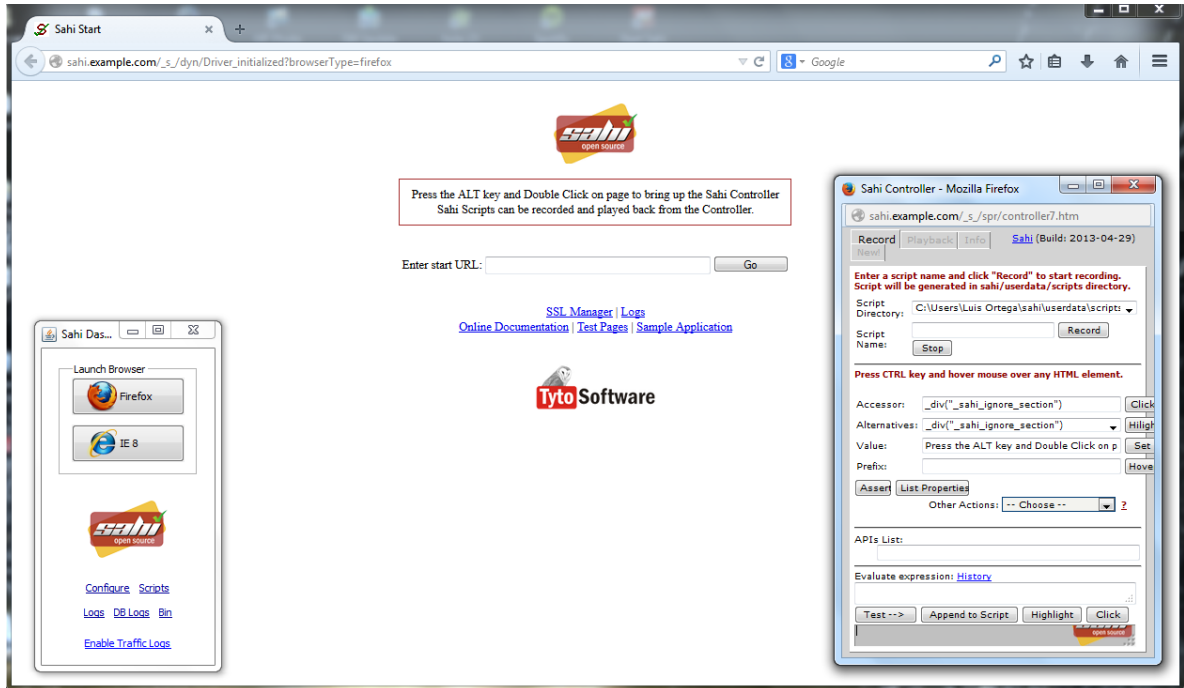 Sahi Start
sahi.example.com/_s_/dyn/Driver_initialized?browserType=firefox
Google
sahi
open source
Press the ALT key and Double Click on page to bring up the Sahi Controller
Sahi Scripts can be recorded and played back from the Controller.
Enter start URL:
Go
SSL Manager | Logs
Online Documentation | Test Pages | Sample Application
Tyto Software
Sahi Das...
Launch Browser
Firefox
IE 8
sahi
open source
Configure Scripts
Logs DB Logs Bin
Enable Traffic Logs
Sahi Controller - Mozilla Firefox
sahi.example.com/_s_/spr/controller7.htm
Record Playback Info Sahi (Build: 2013-04-29)
New!
Enter a script name and click "Record" to start recording.
Script will be generated in sahi/userdata/scripts directory.
Script
Directory: C:\Users\Luis Ortega\sahi\userdata\scripts
Script
Name:
Record
Stop
Press CTRL key and hover mouse over any HTML element.
Accessor: _div("_sahi_ignore_section") Click
Alternatives: _div("_sahi_ignore_section") Hiligh
Value: Press the ALT key and Double Click on p Set
Prefix: Hove
Assert List Properties
Other Actions: -- Choose -- ?
APIs List:
Evaluate expression: History
Test --> Append to Script Highlight Click
open source